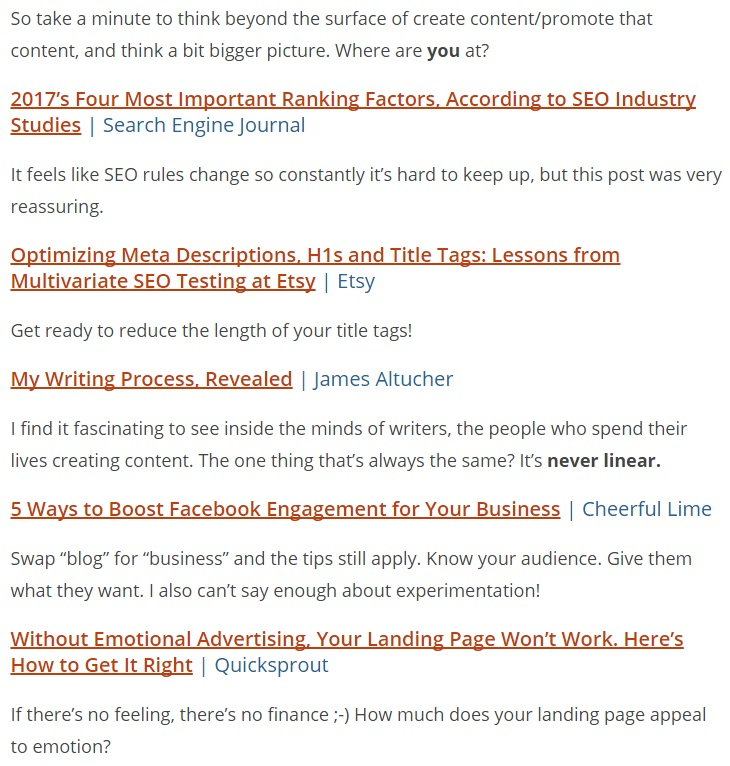 So take a minute to think beyond the surface of create content/promote that
content, and think a bit bigger picture. Where are you at?
2017’s Four Most Important Ranking Factors, According to SEO Industry
Studies | Search Engine Journal
It feels like SEO rules change so constantly it’s hard to keep up, but this post was very
reassuring.
Optimizing Meta Descriptions, H1s and Title Tags: Lessons from
Multivariate SEO Testing at Etsy | Etsy
Get ready to reduce the length of your title tags!
My Writing Process, Revealed | James Altucher
I find it fascinating to see inside the minds of writers, the people who spend their
lives creating content. The one thing that’s always the same? It’s never linear.
5 Ways to Boost Facebook Engagement for Your Business | Cheerful Lime
Swap “blog” for “business” and the tips still apply. Know your audience. Give them
what they want. I also can’t say enough about experimentation!
Without Emotional Advertising, Your Landing Page Won’t Work. Here’s
How to Get It Right | Quicksprout
If there’s no feeling, there’s no finance ;-) How much does your landing page appeal
to emotion?